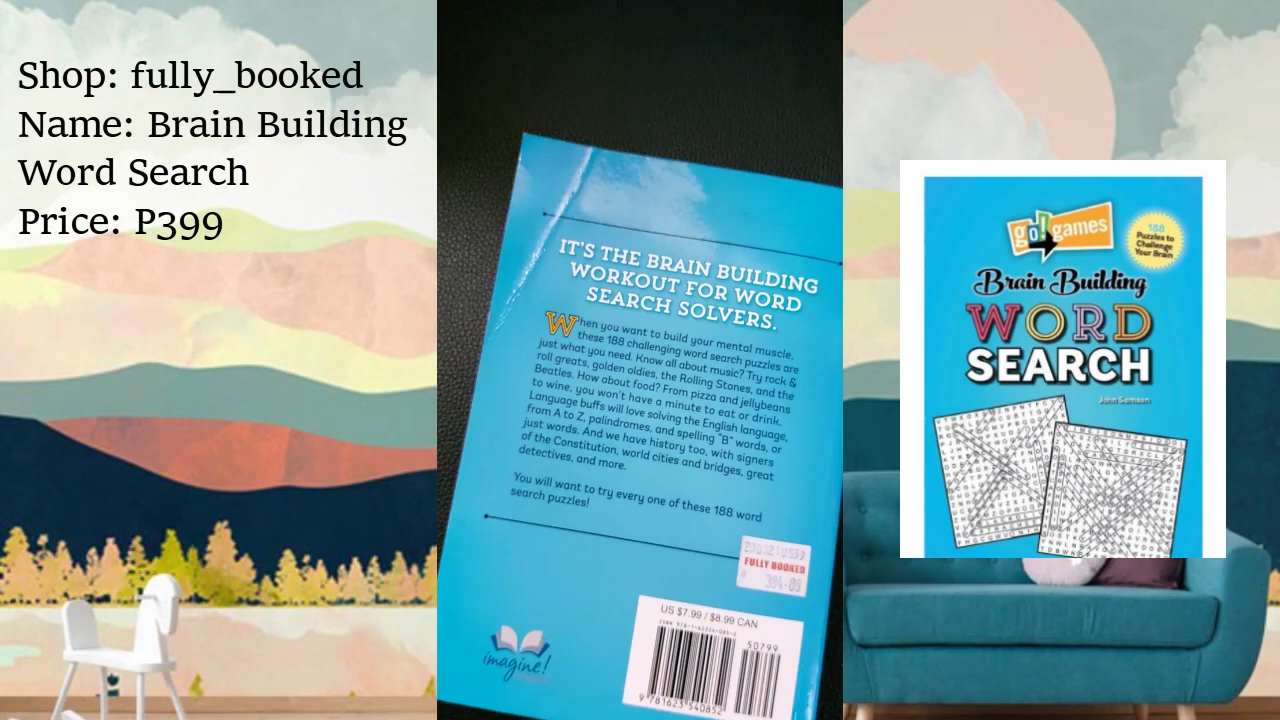 Shop: fully_booked
Name: Brain Building
Word Search
Price: P399
IT'S THE BRAIN BUILDING
WORKOUT FOR WORD
SEARCH SOLVERS.
When you want to build your mental muscle,
these 188 challenging word search puzzles are
just what you need. Know all about music? Try rock &
roll greats, golden oldies, the Rolling Stones, and the
Beatles. How about food? From pizza and jellybeans
to wine, you won't have a minute to eat or drink.
Language buffs will love solving the English language,
from A to Z, palindromes, and spelling "B" words, or
just words. And we have history too, with signers
of the Constitution, world cities and bridges, great
detectives, and more.
You will want to try every one of these 188 word
search puzzles!
FULLY BOOKED
US $7.99 / $8.99 CAN
50799
9 781623 540852
imagine!
go! games
188
Puzzles to
Challenge
Your Brain
Brain Building
WORD
SEARCH
John Samson